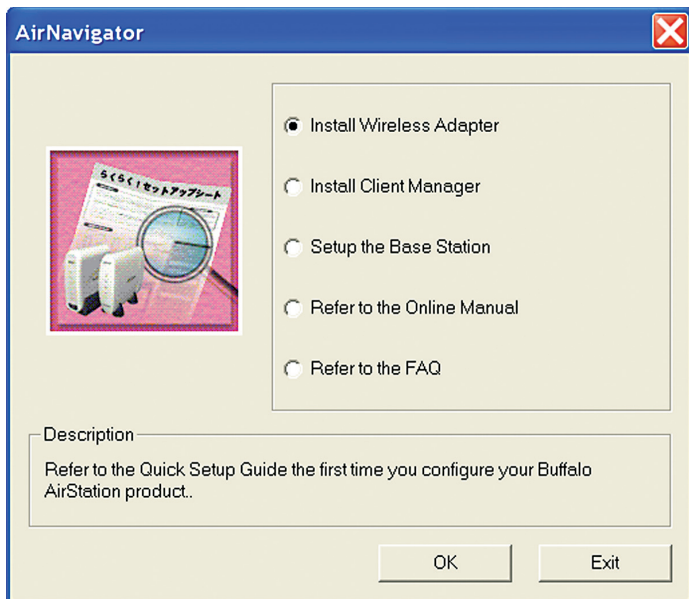 AirNavigator
らくらく!セットアップシート
Install Wireless Adapter
Install Client Manager
Setup the Base Station
Refer to the Online Manual
Refer to the FAQ
Description
Refer to the Quick Setup Guide the first time you configure your Buffalo
AirStation product..
OK
Exit